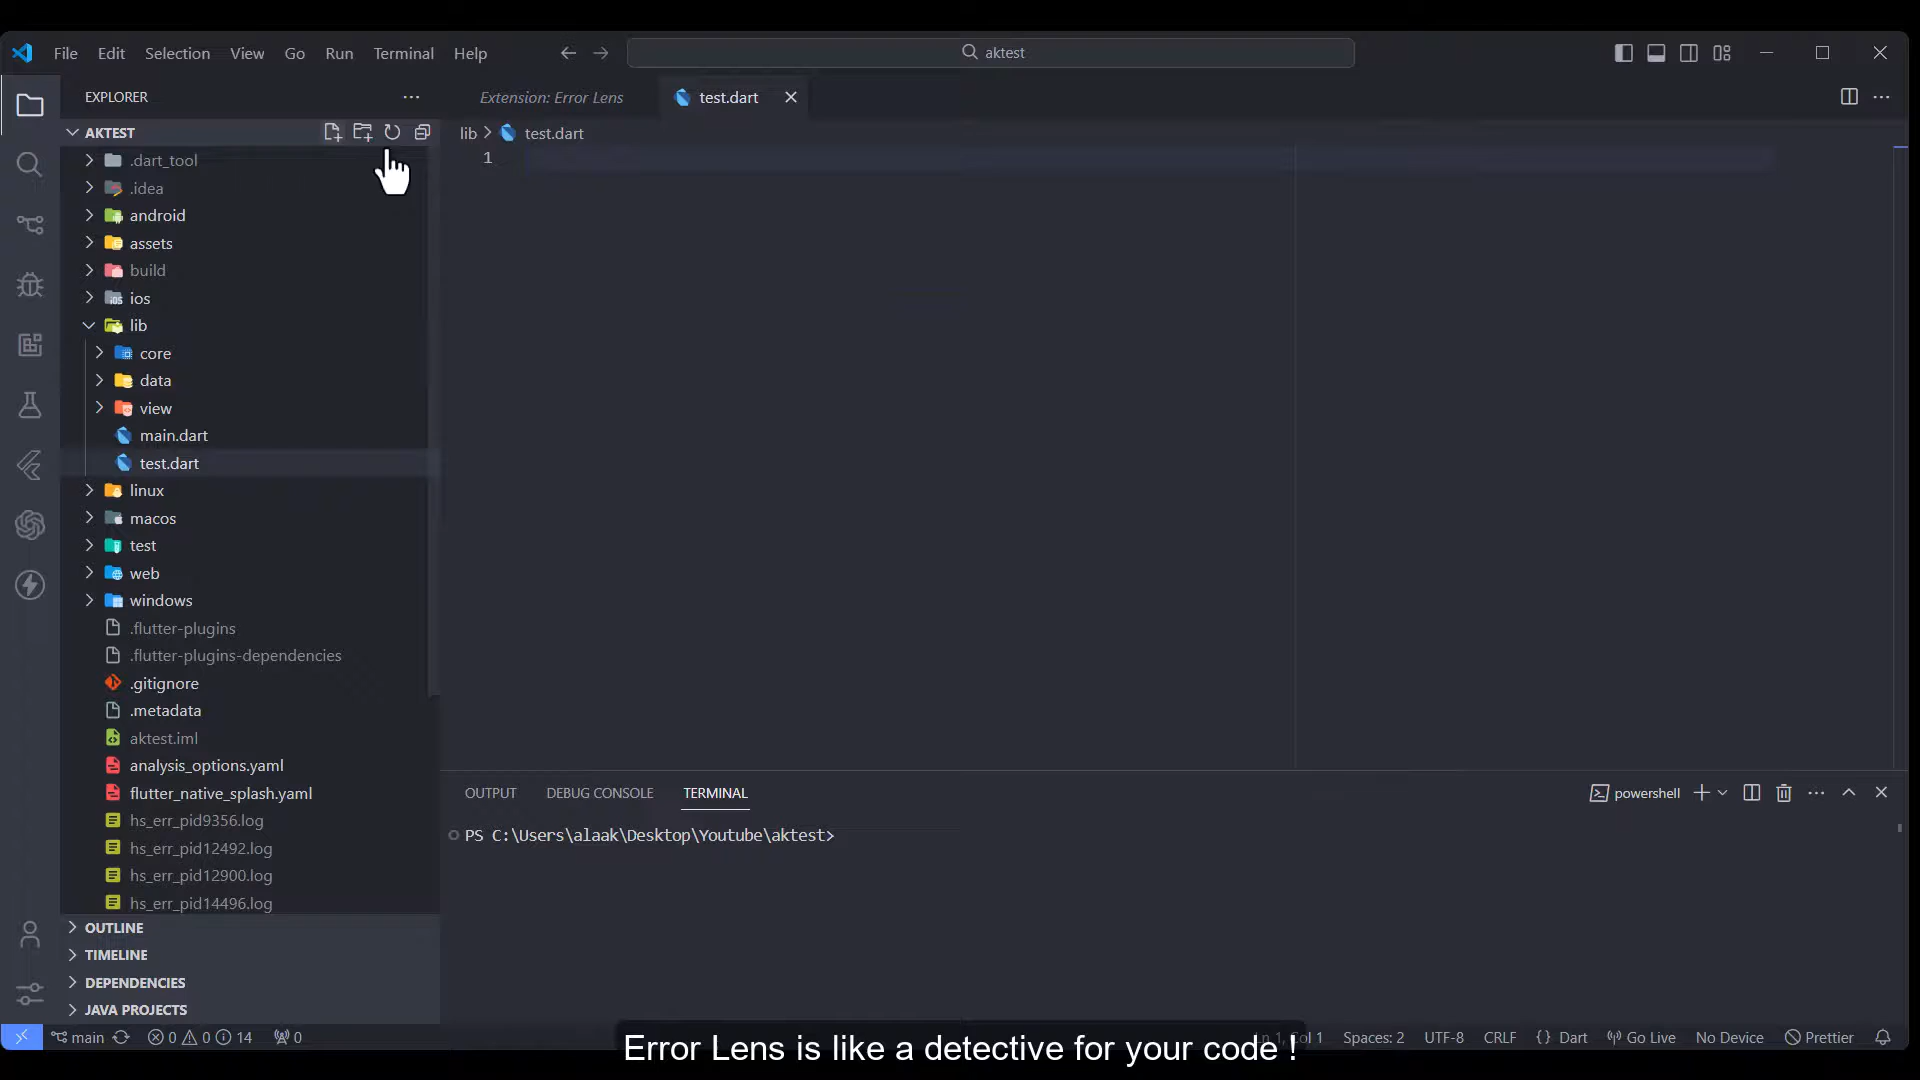 File Edit Selection View Go Run Terminal Help
aktest
EXPLORER
Extension: Error Lens
test.dart
AKTEST
lib > test.dart
1
.dart_tool
.idea
android
assets
build
ios
lib
core
data
view
main.dart
test.dart
linux
macos
test
web
windows
.flutter-plugins
.flutter-plugins-dependencies
.gitignore
.metadata
aktest.iml
analysis_options.yaml
flutter_native_splash.yaml
hs_err_pid9356.log
hs_err_pid12492.log
hs_err_pid12900.log
hs_err_pid14496.log
OUTLINE
TIMELINE
DEPENDENCIES
JAVA PROJECTS
OUTPUT DEBUG CONSOLE TERMINAL
powershell
PS C:\Users\alaak\Desktop\Youtube\aktest>
main 0 0 14 0
Col 1 Spaces: 2 UTF-8 CRLF {} Dart Go Live No Device Prettier
Error Lens is like a detective for your code !